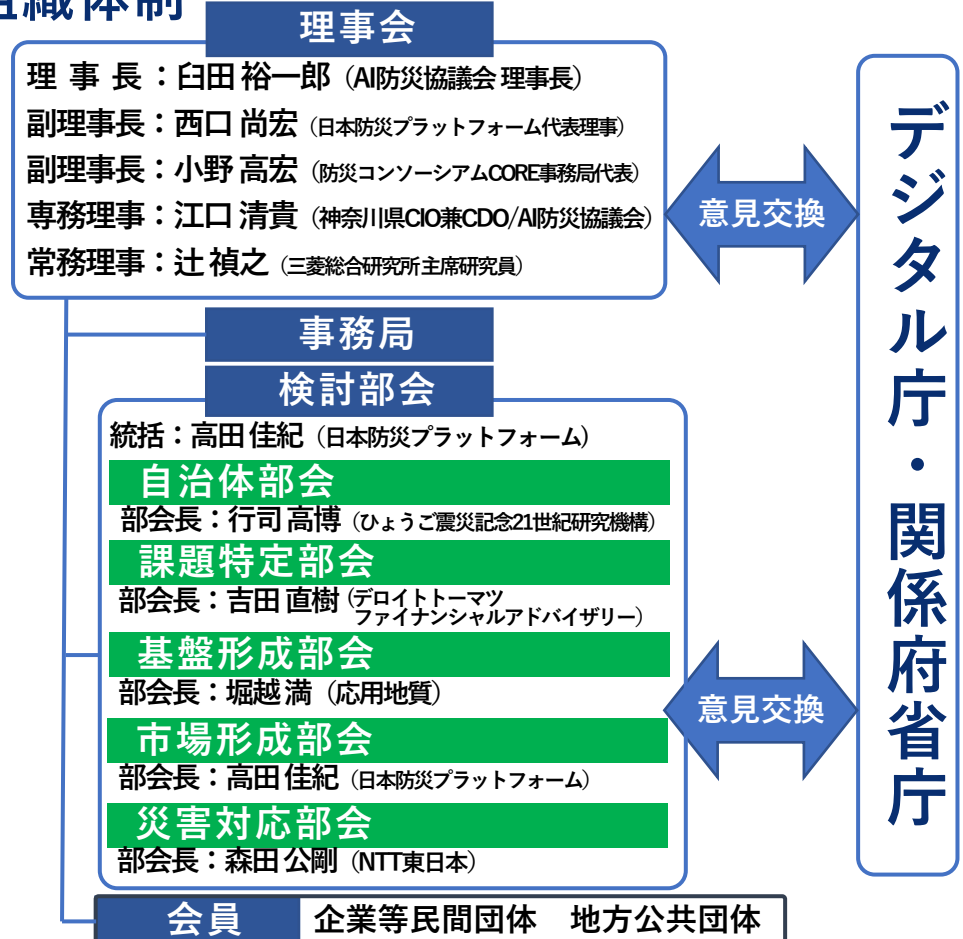 組織体制
理事会
理 事 長：臼田 裕一郎（AI防災協議会 理事長）
副理事長：西口 尚宏（日本防災プラットフォーム代表理事）
副理事長：小野 高宏（防災コンソーシアムCORE事務局代表）
専務理事：江口 清貴（神奈川県CIO兼CDO/AI防災協議会）
常務理事：辻 禎之（三菱総合研究所主席研究員）
意見交換
事務局
検討部会
統括：高田 佳紀（日本防災プラットフォーム）
自治体部会
部会長：行司 高博（ひょうご震災記念21世紀研究機構）
課題特定部会
部会長：吉田 直樹（デロイトトーマツ
ファイナンシャルアドバイザリー）
基盤形成部会
部会長：堀越 満（応用地質）
市場形成部会
部会長：高田 佳紀（日本防災プラットフォーム）
災害対応部会
部会長：森田 公剛（NTT東日本）
意見交換
デジタル庁・関係府省庁
会員
企業等民間団体　地方公共団体